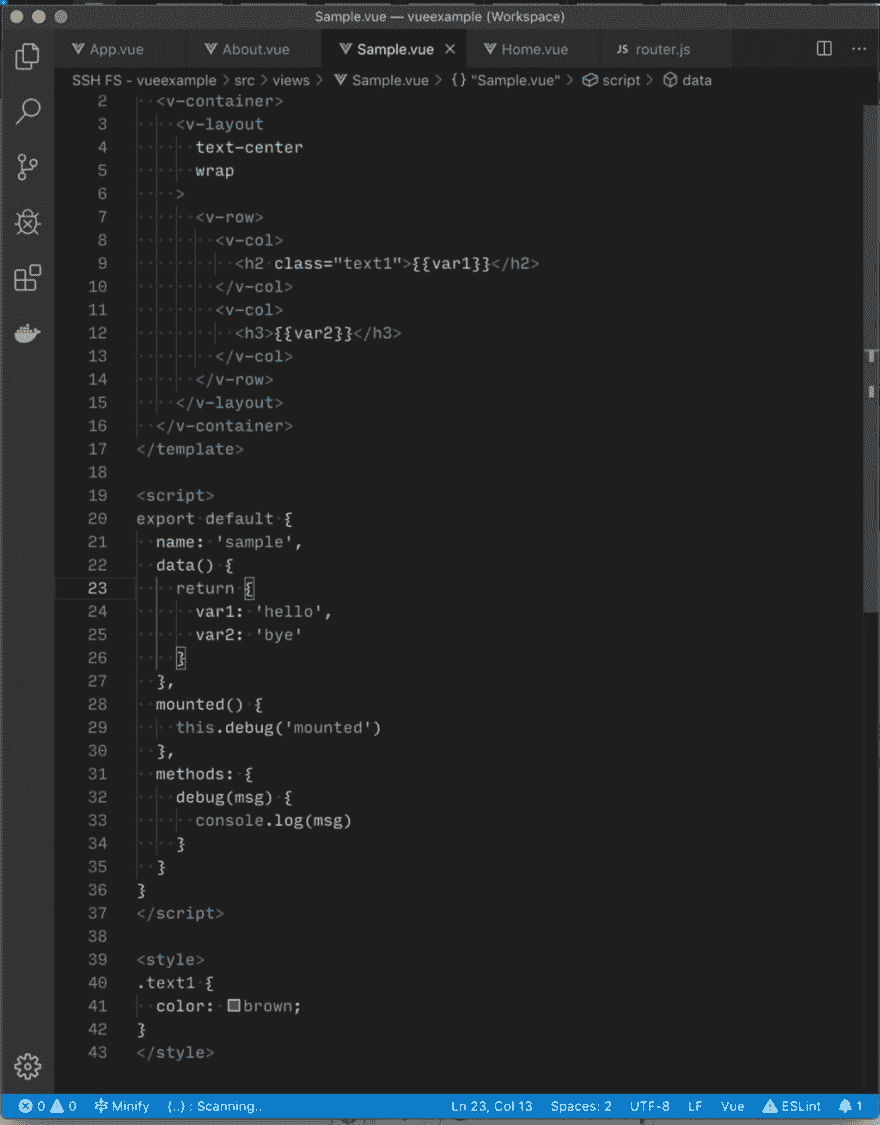 Sample.vue — vueexample (Workspace)
App.vue About.vue Sample.vue × Home.vue JS router.js ...
SSH FS - vueexample > src > views > Sample.vue > {} "Sample.vue" > script > data
2 <v-container>
3 <v-layout
4 text-center
5 wrap
6 >
7 <v-row>
8 <v-col>
9 <h2 class="text1">{{var1}}</h2>
10 </v-col>
11 <v-col>
12 <h3>{{var2}}</h3>
13 </v-col>
14 </v-row>
15 </v-layout>
16 </v-container>
17 </template>
18
19 <script>
20 export default {
21 name: 'sample',
22 data() {
23 return {
24 var1: 'hello',
25 var2: 'bye'
26 }
27 },
28 mounted() {
29 this.debug('mounted')
30 },
31 methods: {
32 debug(msg) {
33 console.log(msg)
34 }
35 }
36 }
37 </script>
38
39 <style>
40 .text1 {
41 color: brown;
42 }
43 </style>
0 0 Minify {..} : Scanning.. Ln 23, Col 13 Spaces: 2 UTF-8 LF Vue ESLint 1